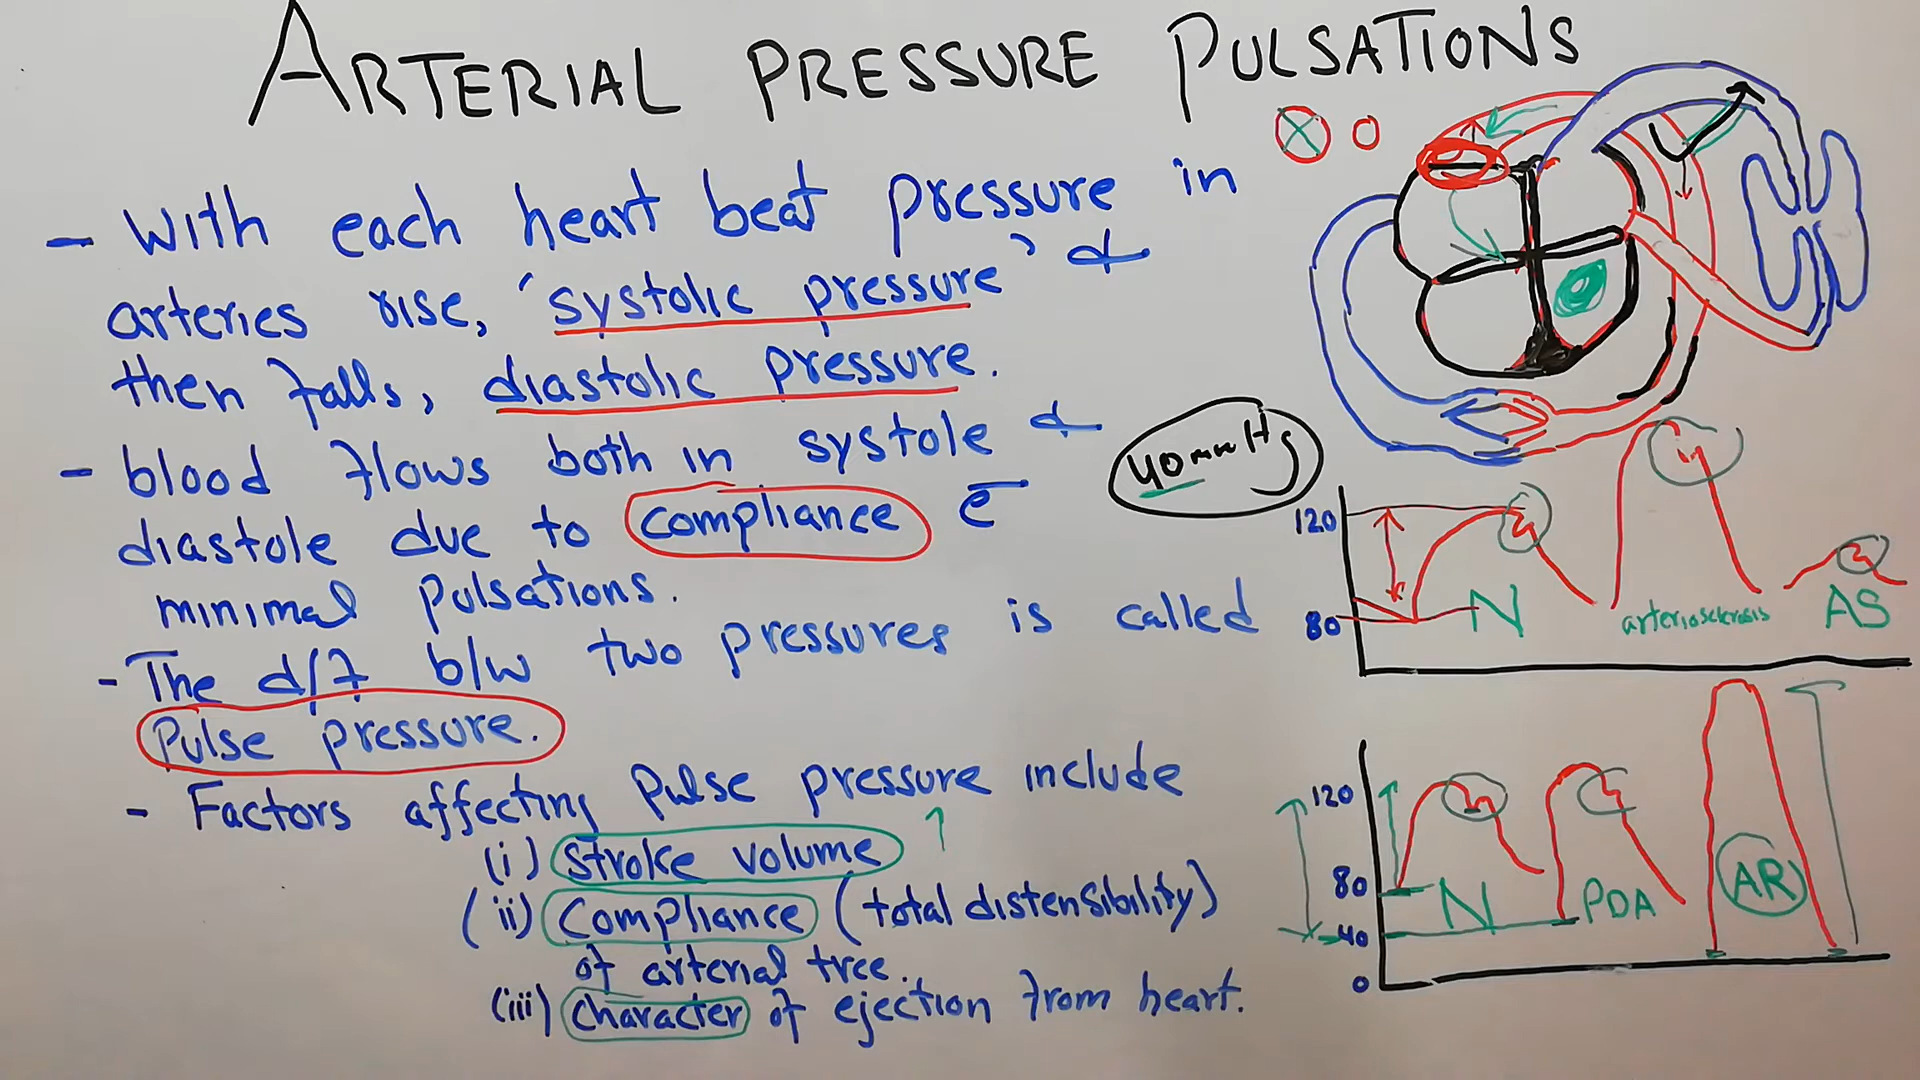 ARTERIAL PRESSURE PULSATIONS
- With each heart beat pressure in
arteries rise, 'systolic pressure' &
then falls, diastolic pressure.
- blood flows both in systole &
diastole due to compliance c̅
minimal pulsations.
- The d/f b/w two pressures is called
Pulse pressure.
- Factors affecting pulse pressure include
(i) Stroke volume ↑
(ii) Compliance (total distensibility)
of arterial tree.
(iii) character of ejection from heart.
40mmHg
120
80
N
arteriosclerosis
AS
120
80
40
0
N
PDA
AR